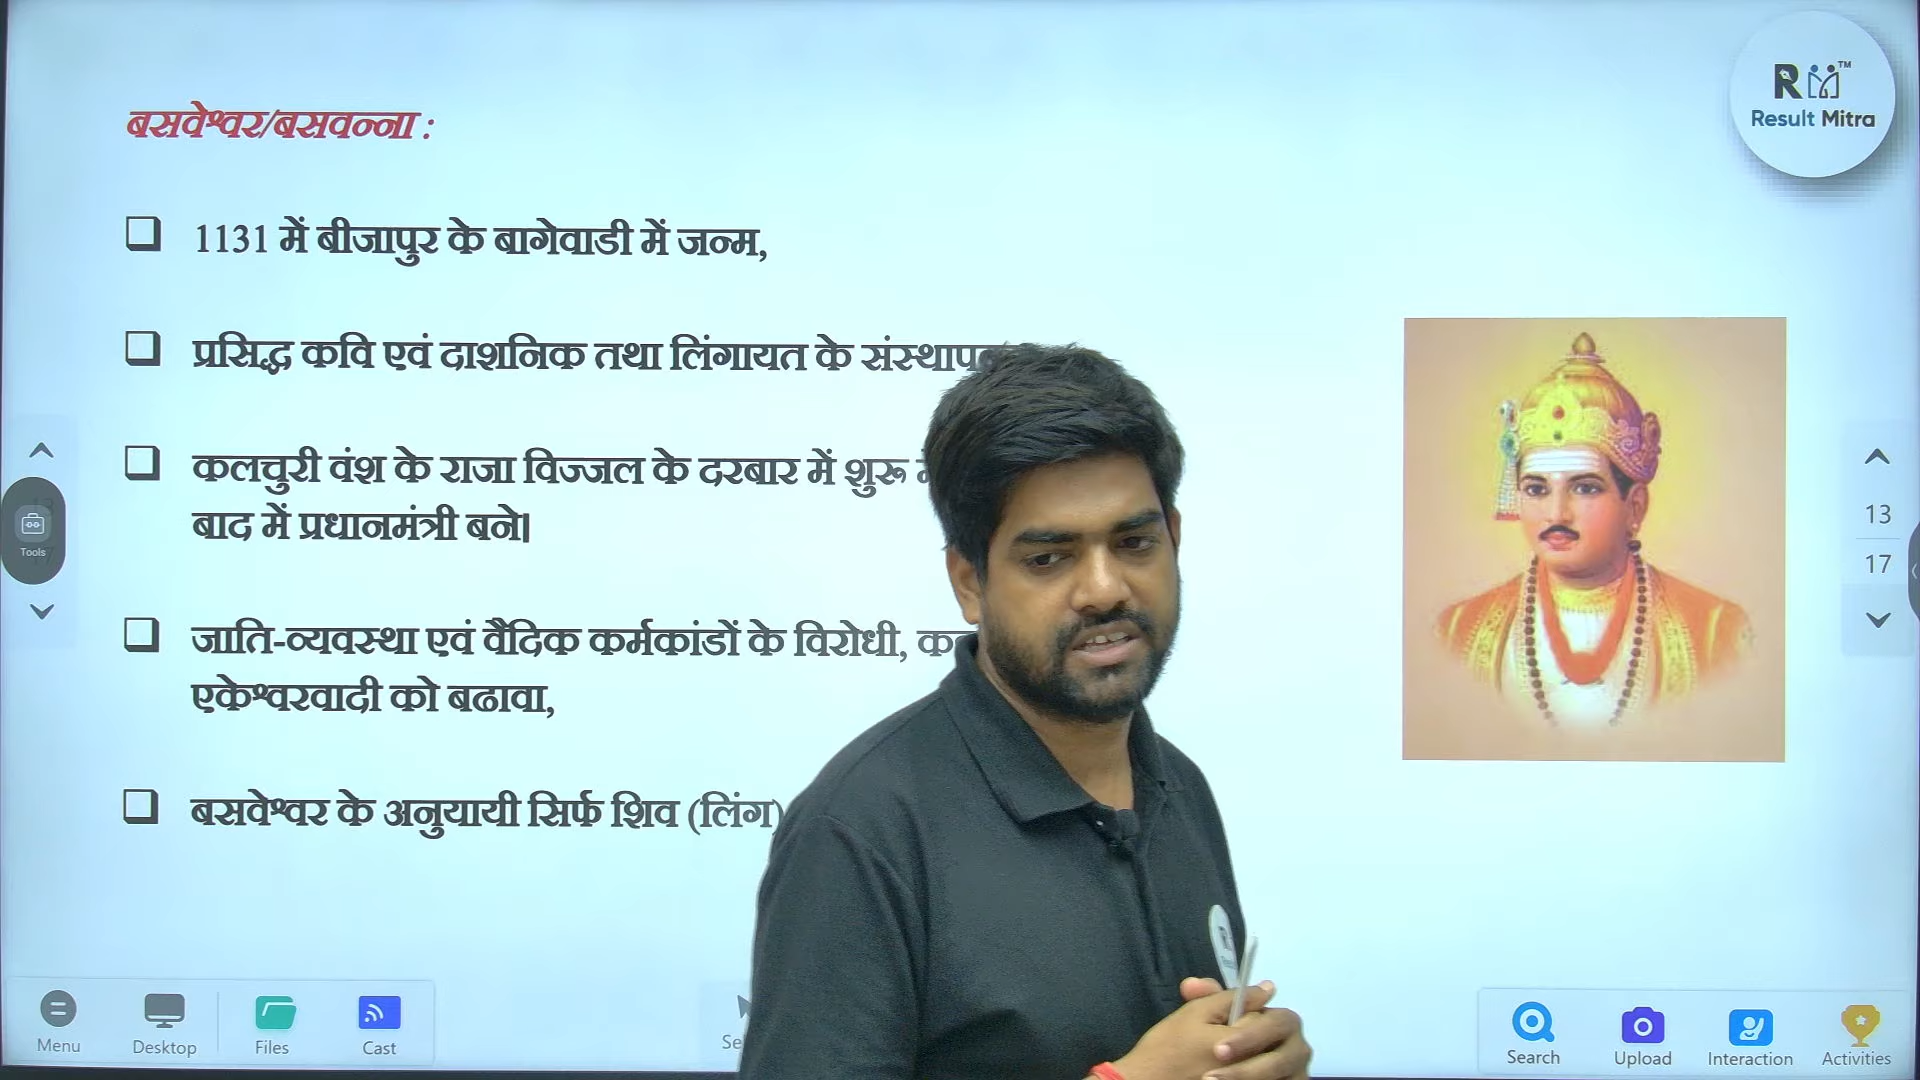 RM™
Result Mitra
बसवेश्वर/बसवन्ना :
1131 में बीजापुर के बागेवाडी में जन्म,
प्रसिद्ध कवि एवं दाशनिक तथा लिंगायत के
कलचुरी वंश के राजा विज्जल के दरबार में शुरू
बाद में प्रधानमंत्री बने।
जाति-व्यवस्था एवं वैदिक कर्मकांडों के विरोधी,
एकेश्वरवादी को बढावा,
बसवेश्वर के अनुयायी सिर्फ शिव (लिंग)
Tools
13
17
Menu
Desktop
Files
Cast
Search
Upload
Interaction
Activities